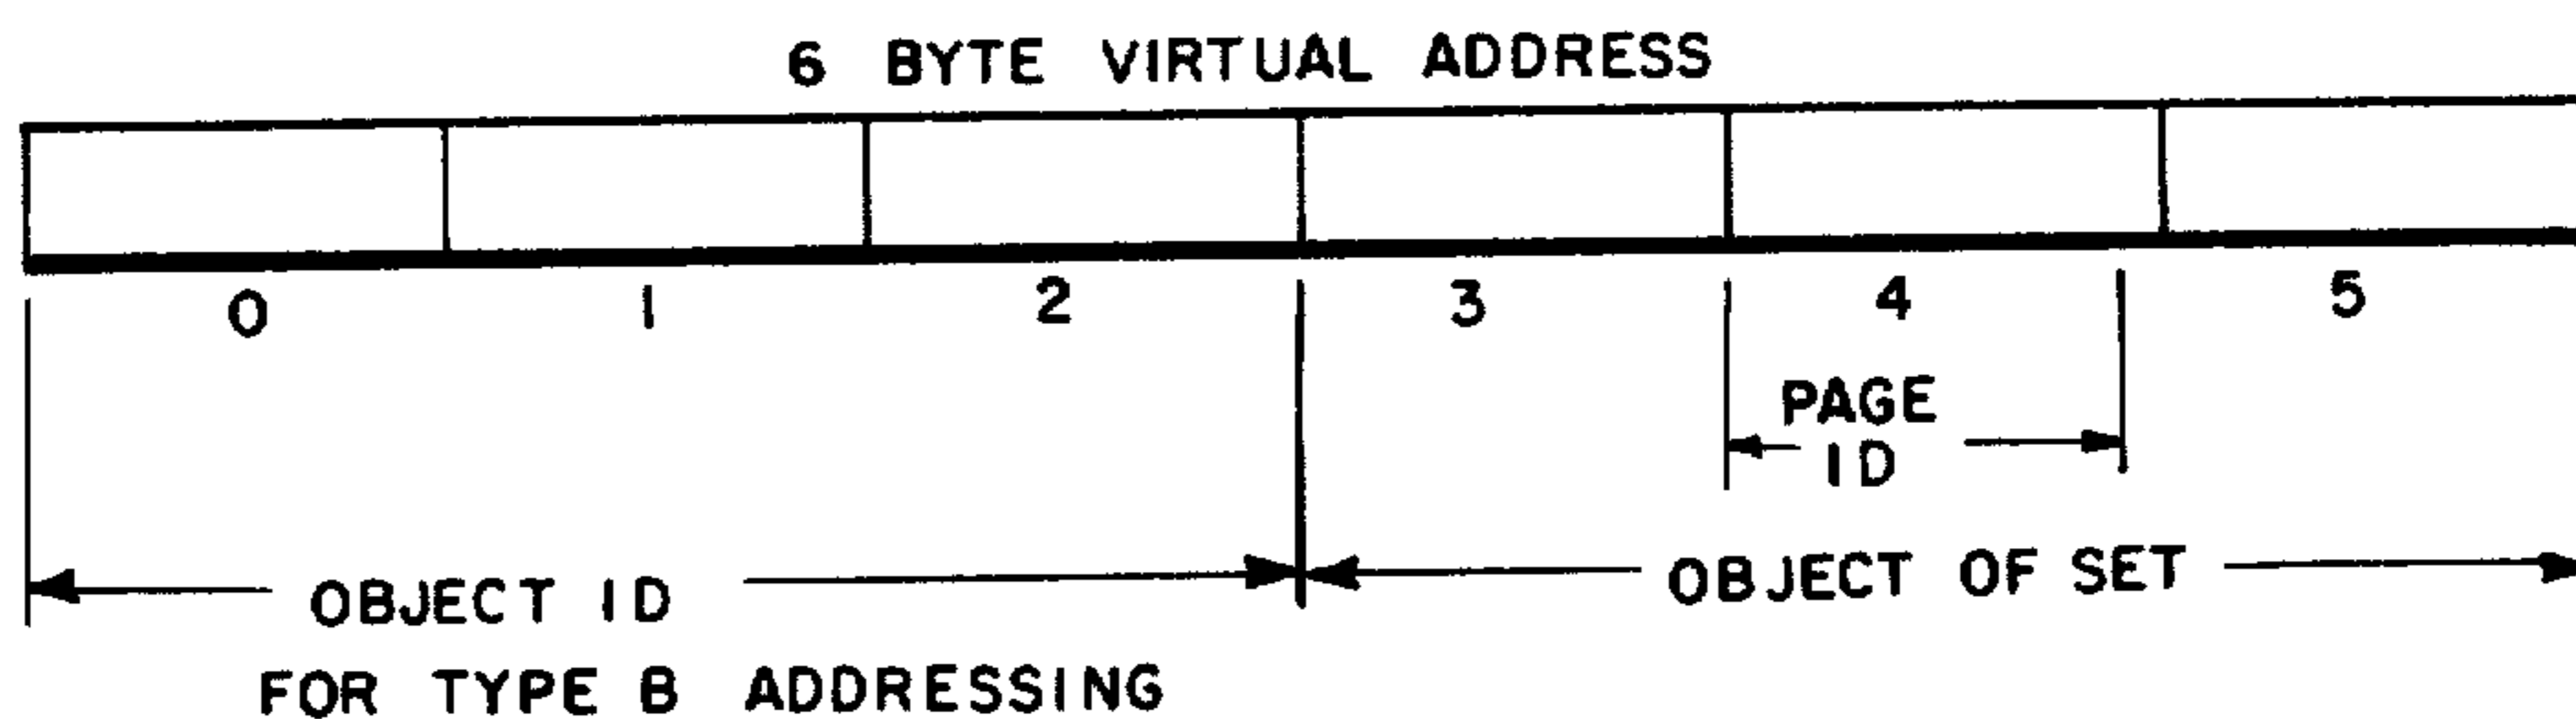 6 BYTE VIRTUAL ADDRESS
0 1 2 3 4 5
PAGE
ID
OBJECT ID
OBJECT OF SET
FOR TYPE B ADDRESSING